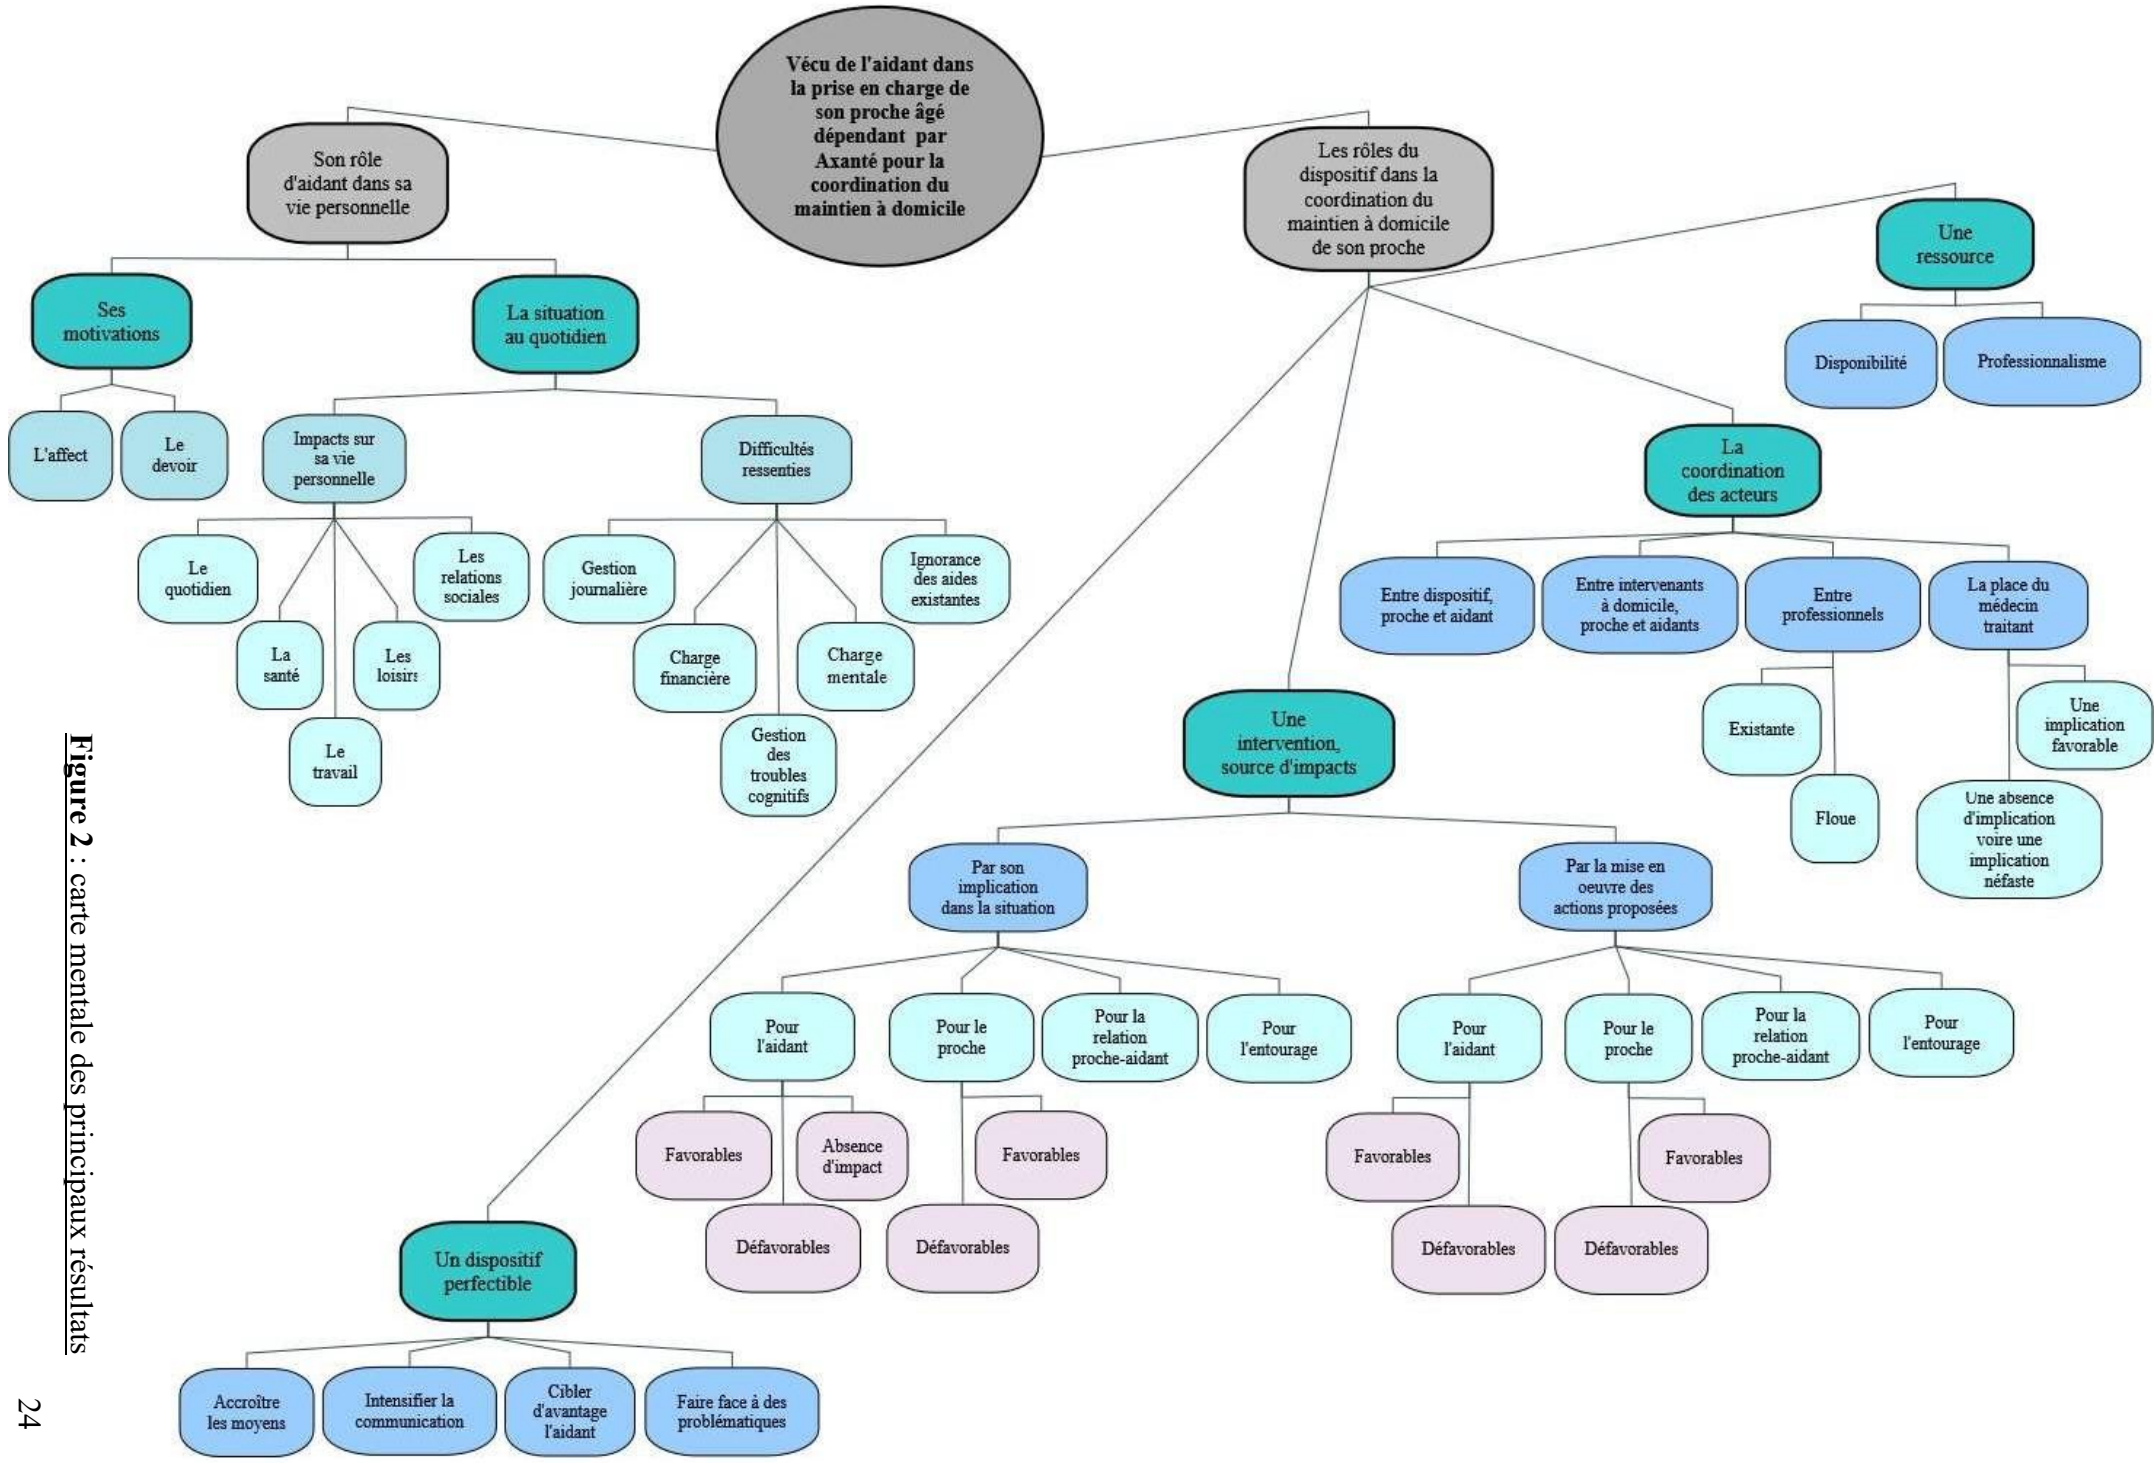 Vécu de l'aidant dans
la prise en charge de
son proche âgé
dépendant par
Axanté pour la
coordination du
maintien à domicile
Son rôle
d'aidant dans sa
vie personnelle
Ses
motivations
L'affect
Le
devoir
La situation
au quotidien
Impacts sur
sa vie
personnelle
Le
quotidien
La
santé
Le
travail
Les
loisirs
Les
relations
sociales
Difficultés
ressenties
Gestion
journalière
Charge
financière
Gestion
des
troubles
cognitifs
Charge
mentale
Ignorance
des aides
existantes
Les rôles du
dispositif dans la
coordination du
maintien à domicile
de son proche
Une
ressource
Disponibilité
Professionnalisme
La
coordination
des acteurs
Entre dispositif,
proche et aidant
Entre intervenants
à domicile,
proche et aidants
Entre
professionnels
Existante
Floue
La place du
médecin
traitant
Une
implication
favorable
Une absence
d'implication
voire une
implication
néfaste
Une
intervention,
source d'impacts
Par son
implication
dans la situation
Pour
l'aidant
Favorables
Défavorables
Absence
d'impact
Pour le
proche
Défavorables
Favorables
Pour la
relation
proche-aidant
Pour
l'entourage
Par la mise en
oeuvre des
actions proposées
Pour
l'aidant
Favorables
Défavorables
Pour le
proche
Défavorables
Favorables
Pour la
relation
proche-aidant
Pour
l'entourage
Un dispositif
perfectible
Accroître
les moyens
Intensifier la
communication
Cibler
d'avantage
l'aidant
Faire face à des
problématiques
Figure 2 : carte mentale des principaux résultats
24